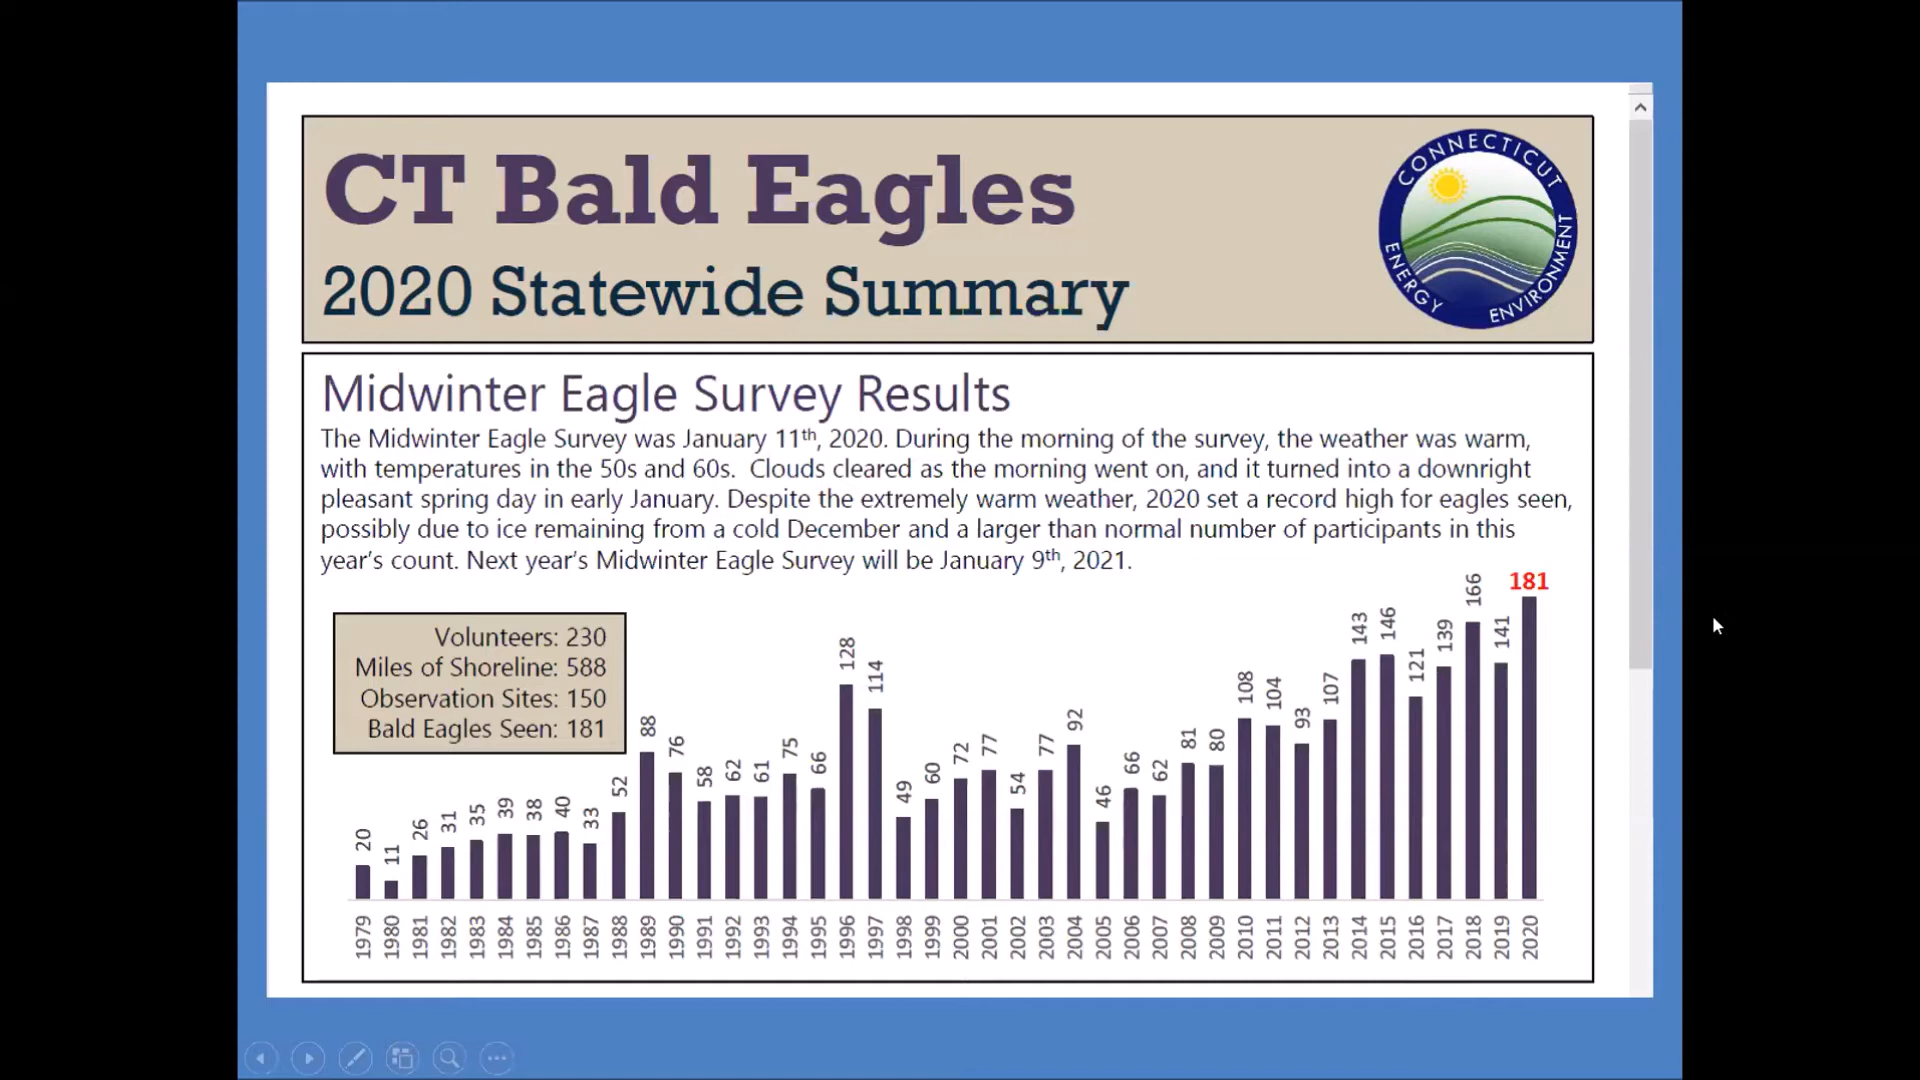 CT Bald Eagles
2020 Statewide Summary
CONNECTICUT
ENERGY
ENVIRONMENT
Midwinter Eagle Survey Results
The Midwinter Eagle Survey was January 11th, 2020. During the morning of the survey, the weather was warm,
with temperatures in the 50s and 60s. Clouds cleared as the morning went on, and it turned into a downright
pleasant spring day in early January. Despite the extremely warm weather, 2020 set a record high for eagles seen,
possibly due to ice remaining from a cold December and a larger than normal number of participants in this
year's count. Next year's Midwinter Eagle Survey will be January 9th, 2021.
Volunteers: 230
Miles of Shoreline: 588
Observation Sites: 150
Bald Eagles Seen: 181
20 11 26 31 35 39 38 40 33 52 88 76 58 62 61 75 66 128 114 49 60 72 77 54 77 92 46 66 62 81 80 108 104 93 107 143 146 121 139 166 141 181
1979 1980 1981 1982 1983 1984 1985 1986 1987 1988 1989 1990 1991 1992 1993 1994 1995 1996 1997 1998 1999 2000 2001 2002 2003 2004 2005 2006 2007 2008 2009 2010 2011 2012 2013 2014 2015 2016 2017 2018 2019 2020